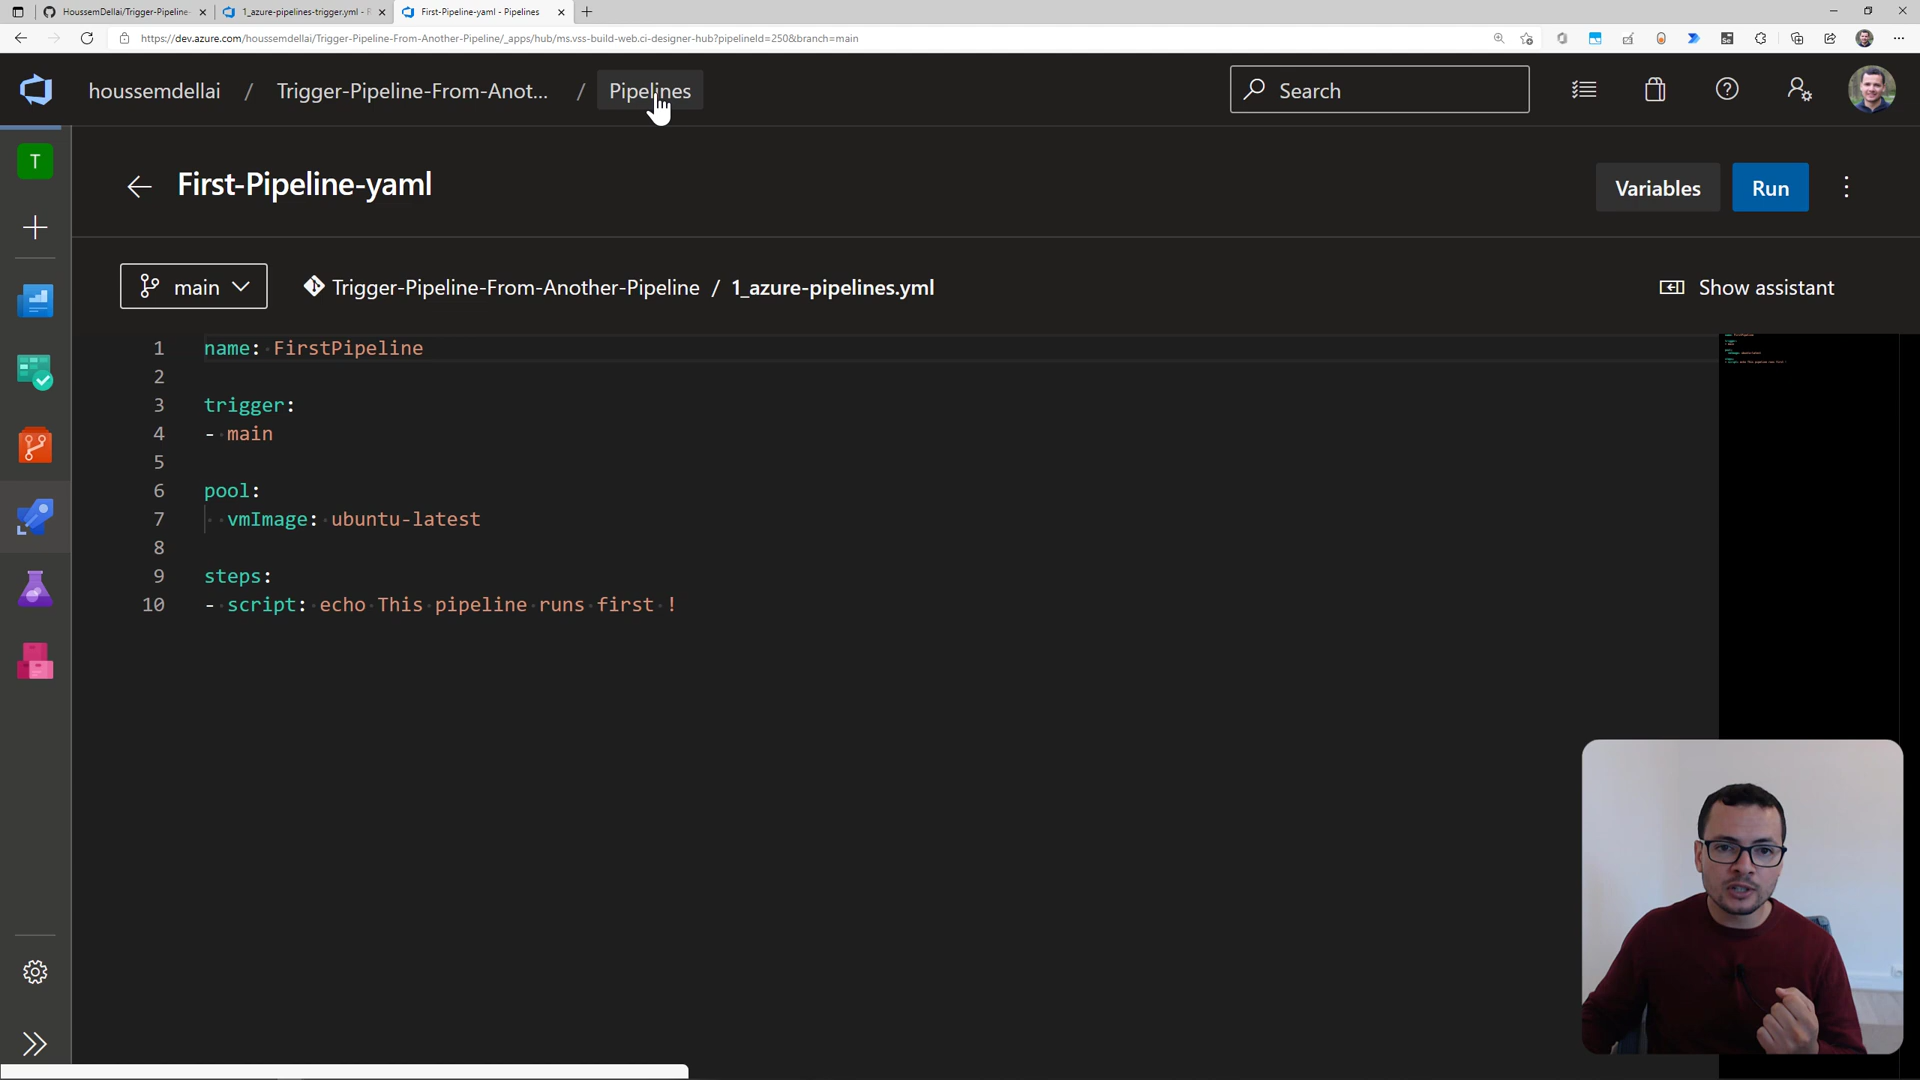 HoussemDellai/Trigger-Pipeline-
1_azure-pipelines-trigger.yml - R
First-Pipeline-yaml - Pipelines
https://dev.azure.com/houssemdellai/Trigger-Pipeline-From-Another-Pipeline/_apps/hub/ms.vss-build-web.ci-designer-hub?pipelineId=250&branch=main
houssemdellai / Trigger-Pipeline-From-Anot... / Pipelines
Search
T
First-Pipeline-yaml
Variables
Run
main
Trigger-Pipeline-From-Another-Pipeline / 1_azure-pipelines.yml
Show assistant
1 name: FirstPipeline
2
3 trigger:
4 - main
5
6 pool:
7 vmImage: ubuntu-latest
8
9 steps:
10 - script: echo This pipeline runs first !